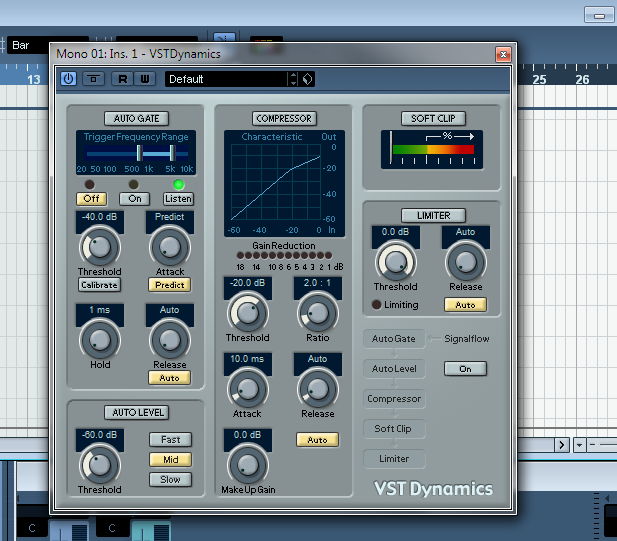 Bar
Mono 01: Ins. 1 - VSTDynamics
13
25
26
R
W
Default
AUTO GATE
Trigger Frequency Range
20 50 100 500 1k 5k 10k
Off
On
Listen
-40.0 dB
Predict
Threshold
Attack
Calibrate
Predict
1 ms
Auto
Hold
Release
Auto
AUTO LEVEL
-60.0 dB
Fast
Mid
Slow
Threshold
COMPRESSOR
Characteristic Out
0
-20
-40
-60
-60 -40 -20 0 In
Gain Reduction
18 14 10 8 6 5 4 3 2 1 dB
-20.0 dB
2.0 : 1
Threshold
Ratio
10.0 ms
Auto
Attack
Release
0.0 dB
Auto
MakeUp Gain
SOFT CLIP
%
LIMITER
0.0 dB
Auto
Threshold
Release
Limiting
Auto
Auto Gate
Signalflow
Auto Level
On
Compressor
Soft Clip
Limiter
VST Dynamics
C
C